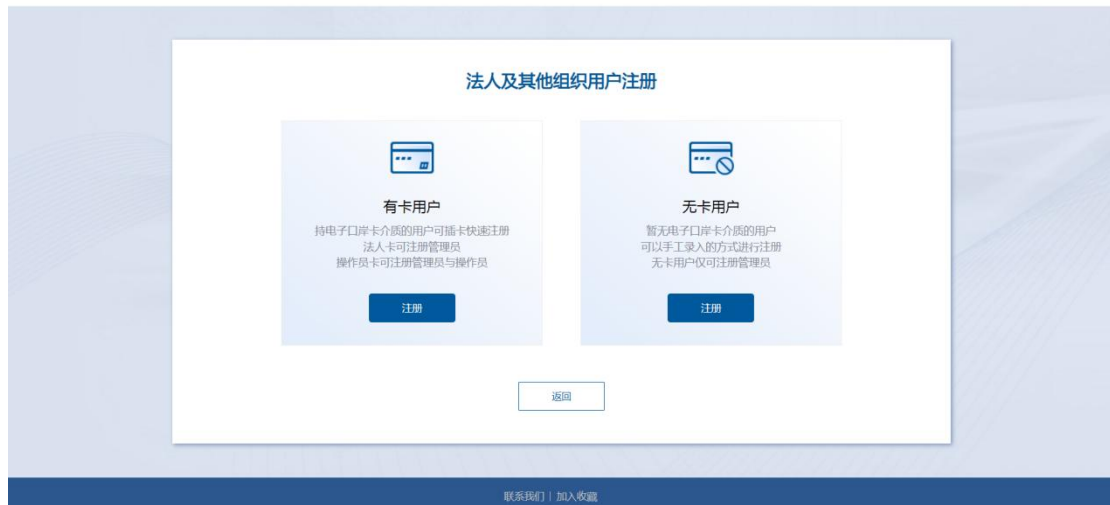 法人及其他组织用户注册
有卡用户
持电子口岸卡介质的用户可插卡快速注册
法人卡可注册管理员
操作员卡可注册管理员与操作员
注册
无卡用户
暂无电子口岸卡介质的用户
可以手工录入的方式进行注册
无卡用户仅可注册管理员
注册
返回
联系我们 | 加入收藏